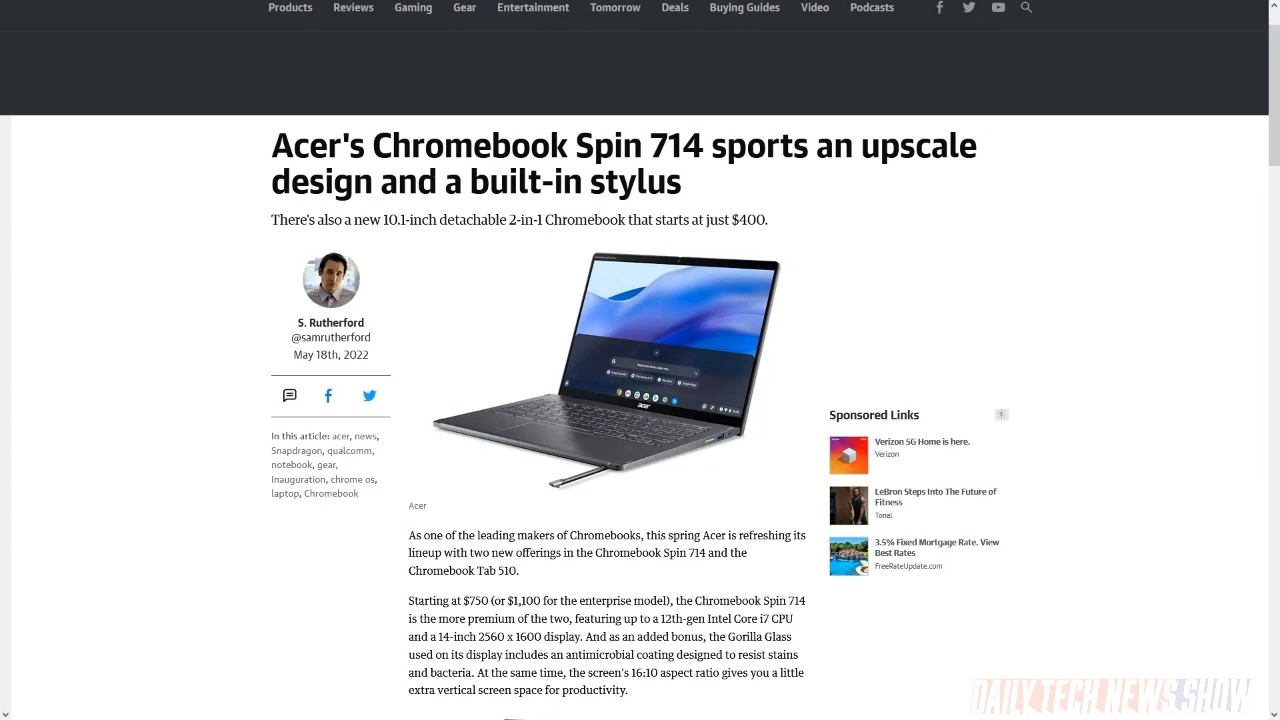 Products Reviews Gaming Gear Entertainment Tomorrow Deals Buying Guides Video Podcasts
Acer's Chromebook Spin 714 sports an upscale
design and a built-in stylus
There's also a new 10.1-inch detachable 2-in-1 Chromebook that starts at just $400.
S. Rutherford
@samrutherford
May 18th, 2022
In this article: acer, news,
Snapdragon, qualcomm,
notebook, gear,
Inauguration, chrome os,
laptop, Chromebook
acer
Acer
As one of the leading makers of Chromebooks, this spring Acer is refreshing its
lineup with two new offerings in the Chromebook Spin 714 and the
Chromebook Tab 510.
Starting at $750 (or $1,100 for the enterprise model), the Chromebook Spin 714
is the more premium of the two, featuring up to a 12th-gen Intel Core i7 CPU
and a 14-inch 2560 x 1600 display. And as an added bonus, the Gorilla Glass
used on its display includes an antimicrobial coating designed to resist stains
and bacteria. At the same time, the screen's 16:10 aspect ratio gives you a little
extra vertical screen space for productivity.
Sponsored Links
Verizon 5G Home is here.
Verizon
LeBron Steps Into The Future of
Fitness
Tonal
3.5% Fixed Mortgage Rate. View
Best Rates
FreeRateUpdate.com
DAILY TECH NEWS SHOW